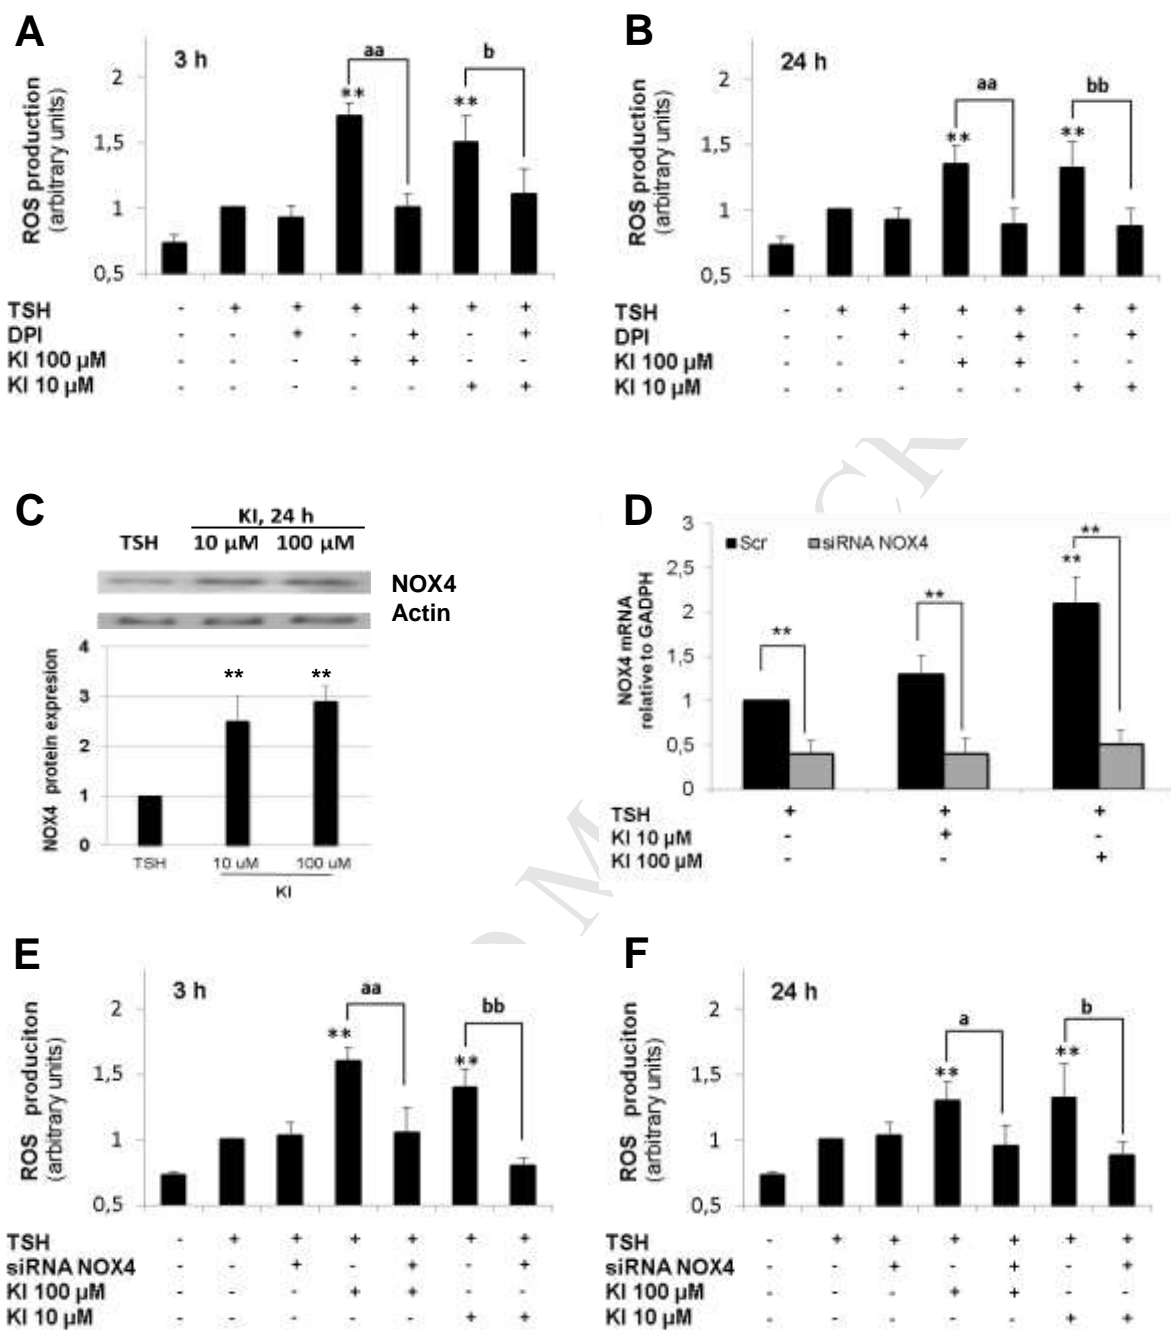 A
3 h
aa
b
**
**
ROS production
(arbitrary units)
2
1,5
1
0,5
TSH - + + + + + +
DPI - - + - + - +
KI 100 µM - - - + + - -
KI 10 µM - - - - - + +
B
24 h
aa
bb
**
**
ROS production
(arbitrary units)
2
1,5
1
0,5
TSH - + + + + + +
DPI - - + - + - +
KI 100 µM - - - + + - -
KI 10 µM - - - - - + +
C
KI, 24 h
TSH 10 µM 100 µM
NOX4
Actin
NOX4 protein expresion
4
3
2
1
0
** **
TSH 10 uM 100 uM
KI
D
Scr siRNA NOX4
NOX4 mRNA
relative to GADPH
3
2,5
2
1,5
1
0,5
0
**
**
**
**
TSH + + +
KI 10 µM - + -
KI 100 µM - - +
E
3 h
aa
bb
**
**
ROS produciton
(arbitrary units)
2
1,5
1
0,5
TSH - + + + + + +
siRNA NOX4 - - + - + - +
KI 100 µM - - - + + - -
KI 10 µM - - - - - + +
F
24 h
a
b
**
**
ROS produciton
(arbitrary units)
2
1,5
1
0,5
TSH - + + + + + +
siRNA NOX4 - - + - + - +
KI 100 µM - - - + + - -
KI 10 µM - - - - - + +